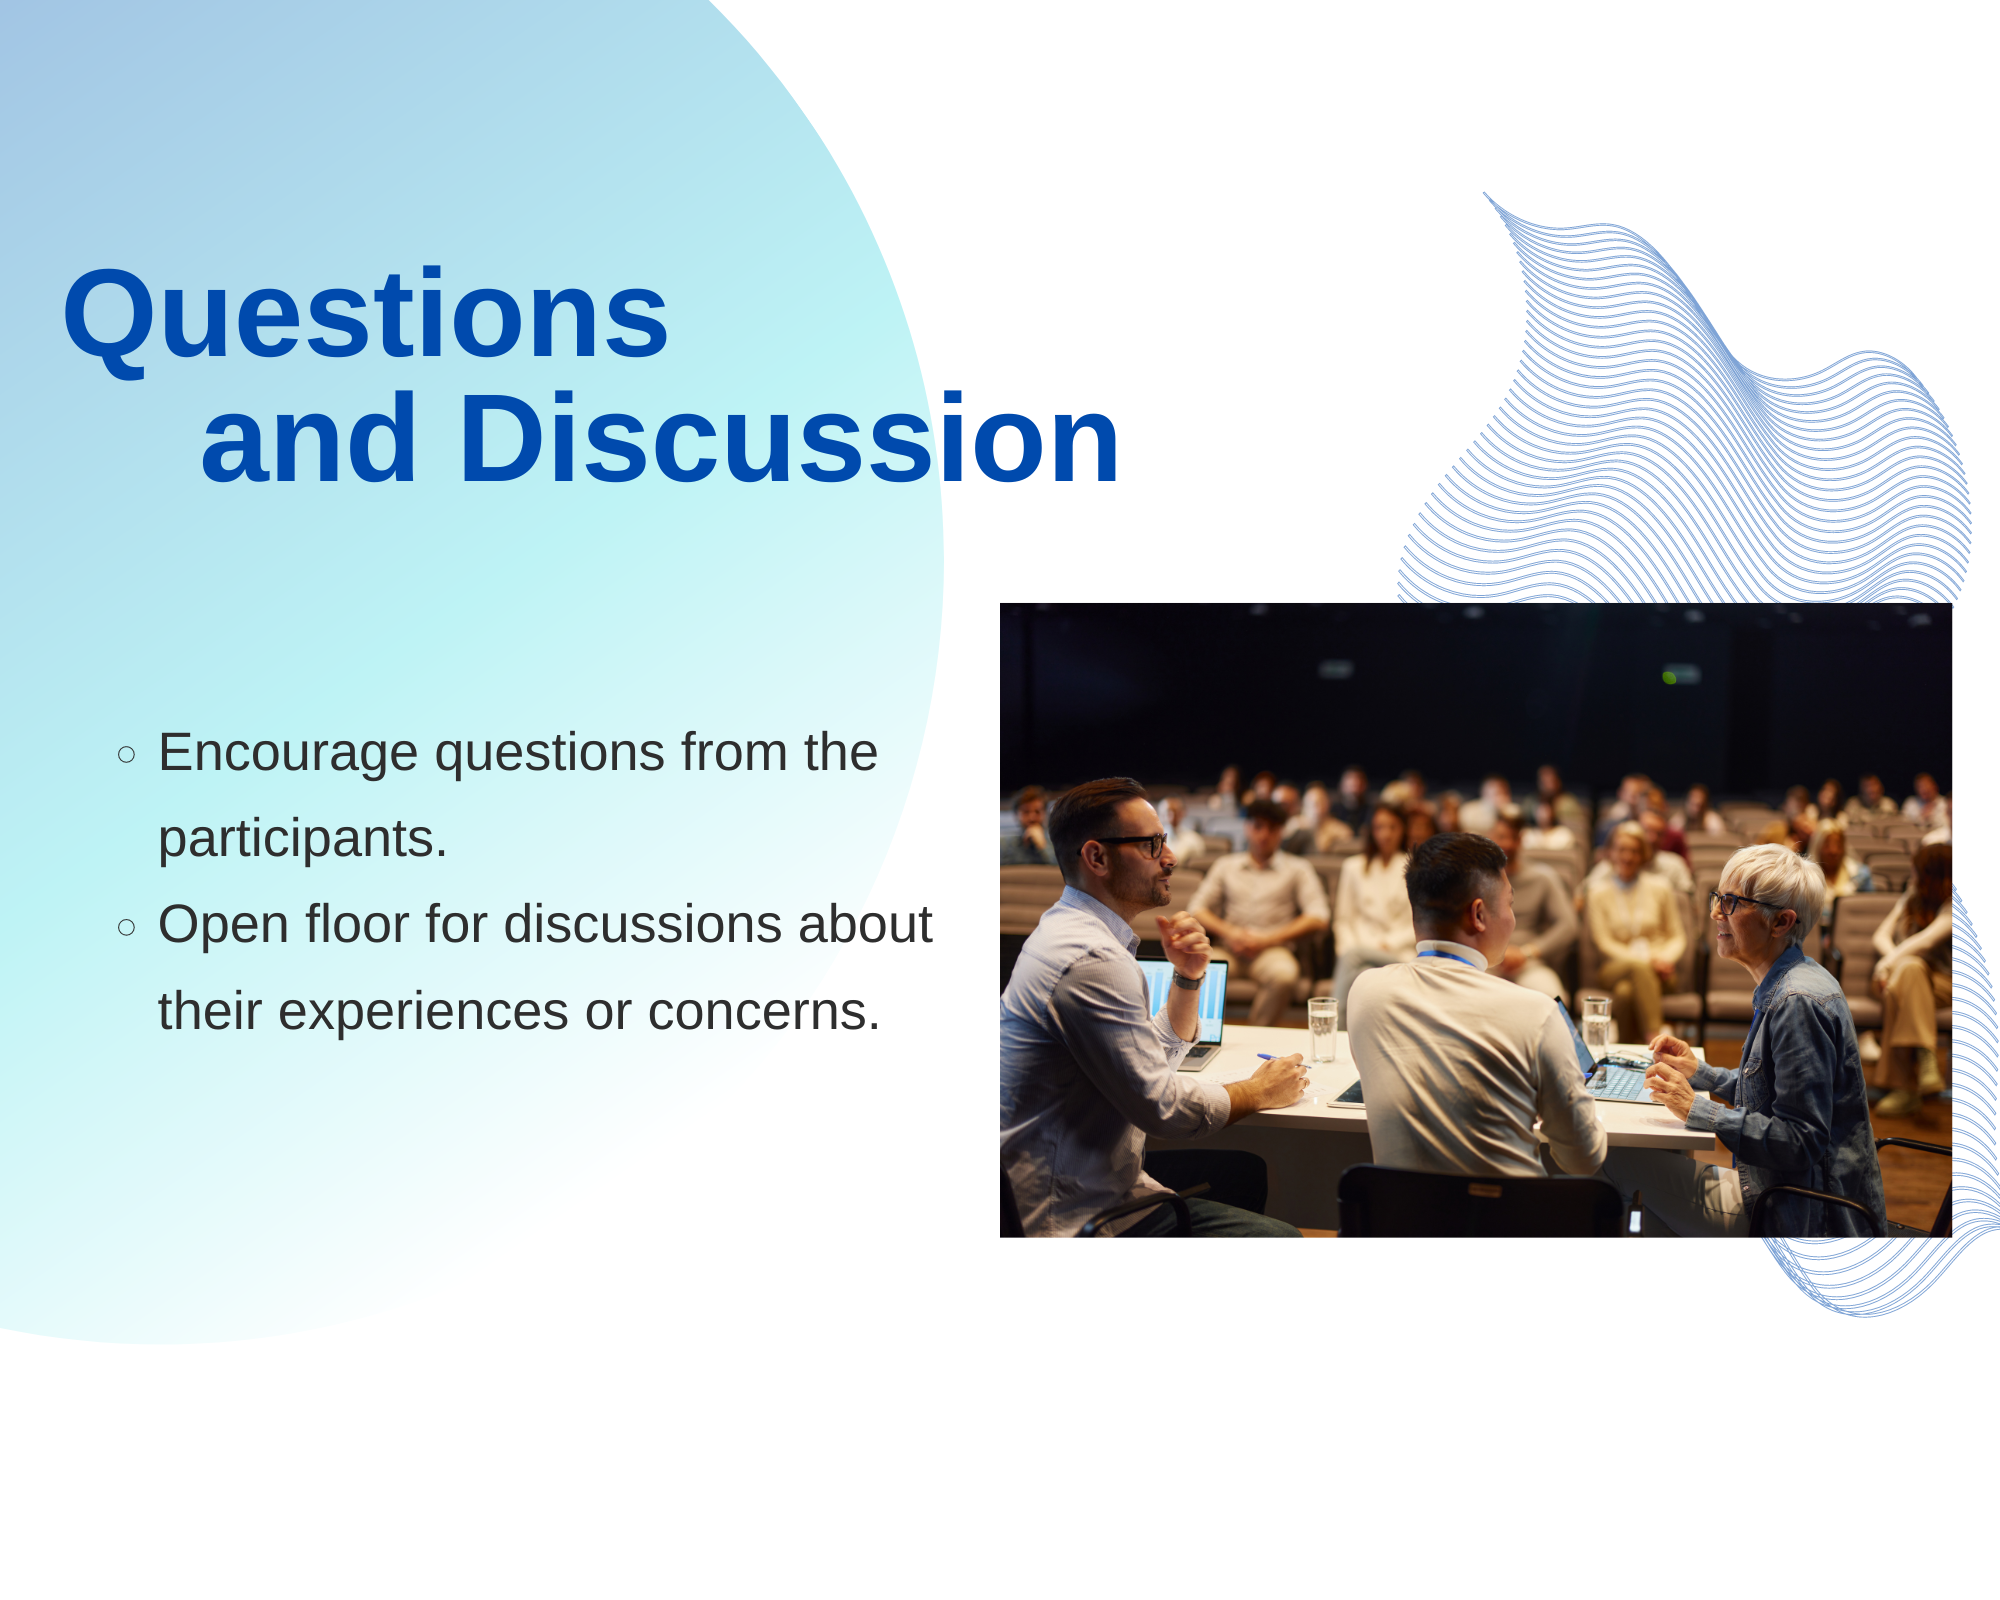 Questions
and Discussion
Encourage questions from the
participants.
Open floor for discussions about
their experiences or concerns.